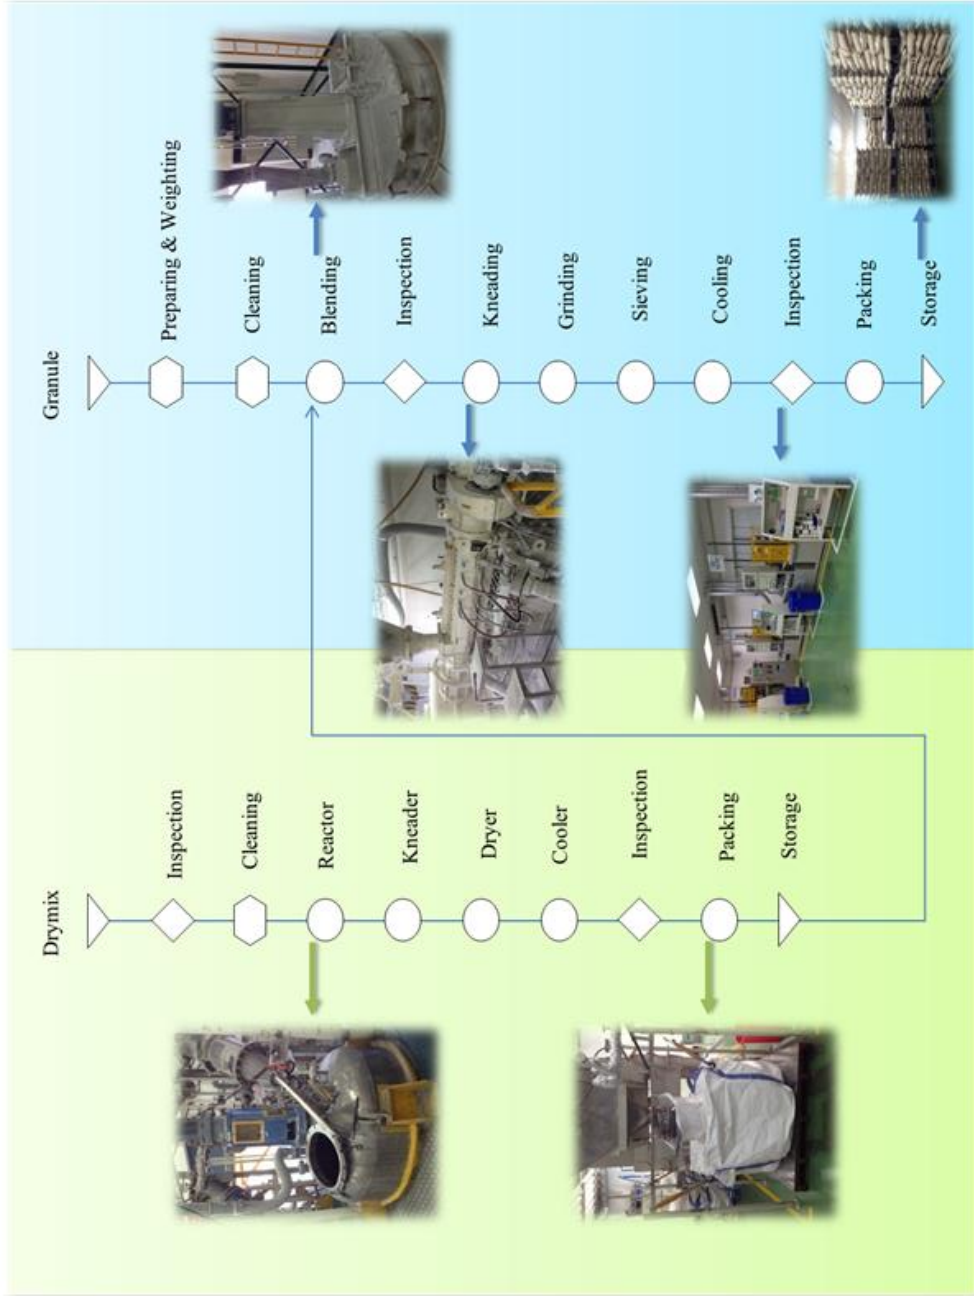 Drymix
Inspection
Cleaning
Reactor
Kneader
Dryer
Cooler
Inspection
Packing
Storage
Granule
Preparing & Weighting
Cleaning
Blending
Inspection
Kneading
Grinding
Sieving
Cooling
Inspection
Packing
Storage